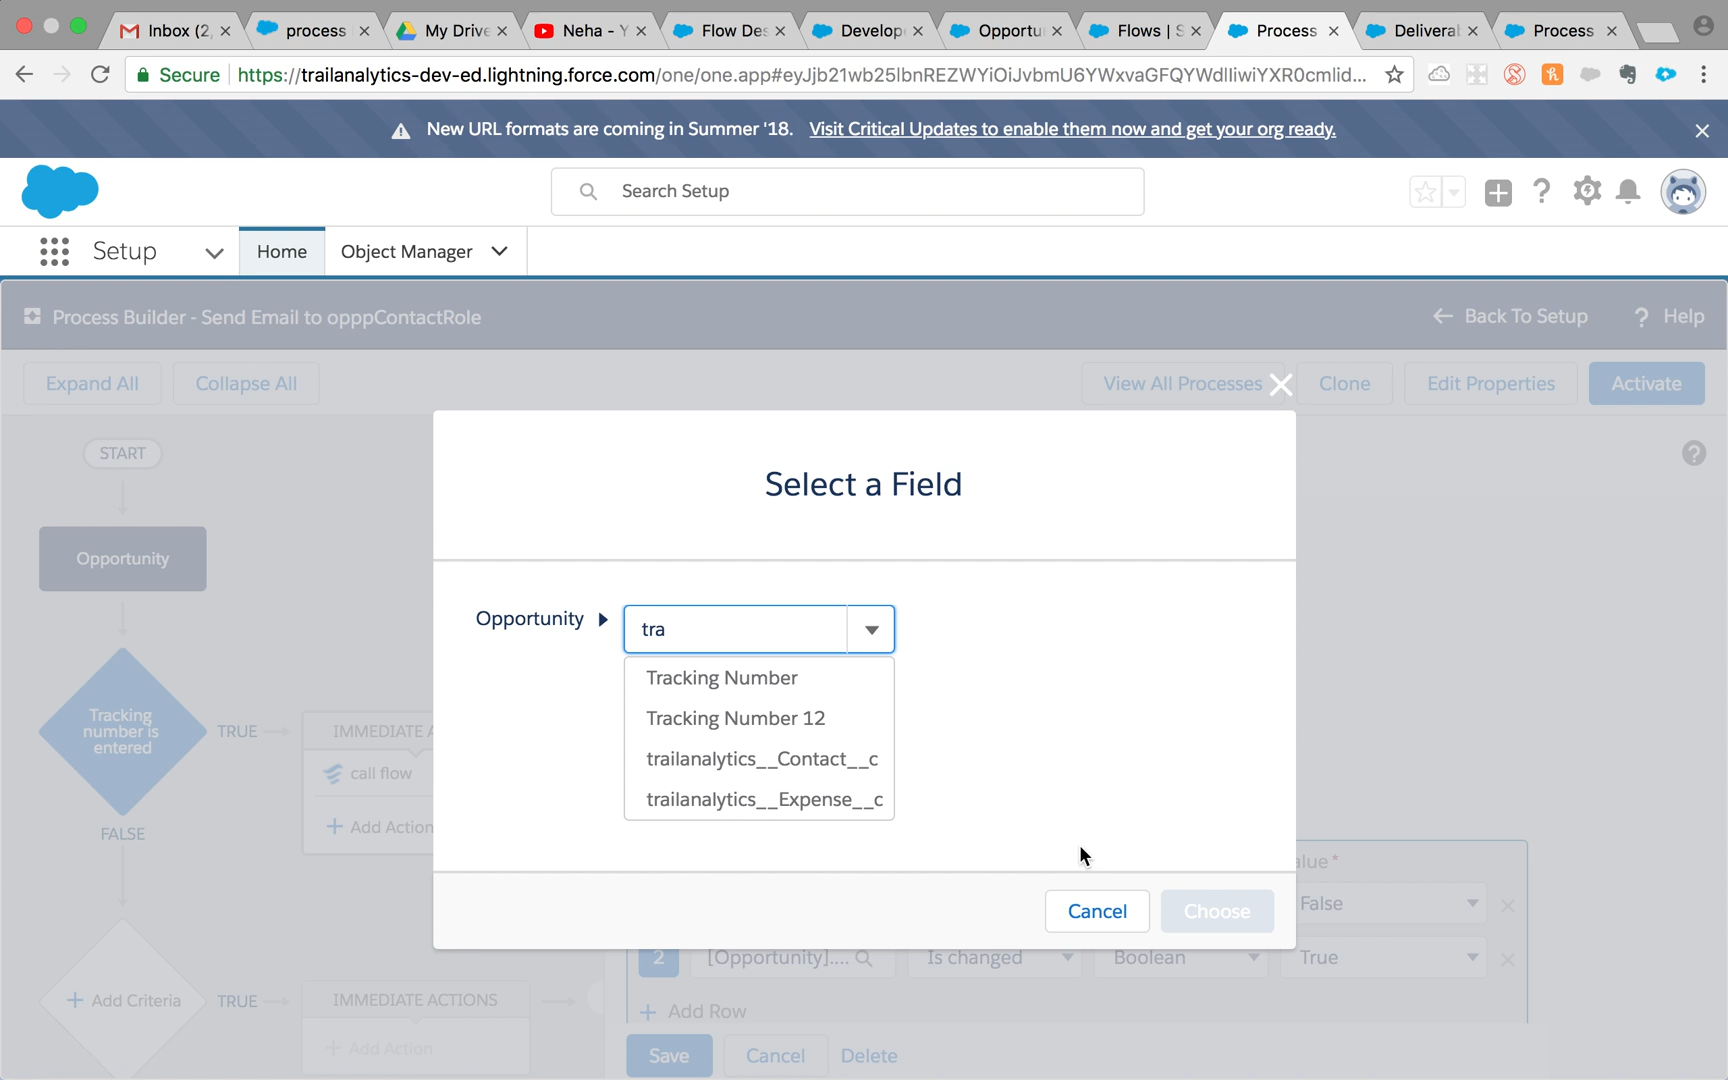 Inbox (2,
process
My Drive
Neha - Y
Flow Des
Develop
Opportu
Flows | S
Process
Deliveral
Process
Secure
https://trailanalytics-dev-ed.lightning.force.com/one/one.app#eyJjb21wb25lbnREZWYiOiJvbmU6YWxvaGFQYWdlIiwiYXR0cmlid...
New URL formats are coming in Summer '18. Visit Critical Updates to enable them now and get your org ready.
Search Setup
Setup
Home
Object Manager
Process Builder - Send Email to opppContactRole
Back To Setup
? Help
Expand All
Collapse All
View All Processes
Clone
Edit Properties
Activate
START
Select a Field
Opportunity
Opportunity
tra
Tracking Number
Tracking Number 12
trailanalytics__Contact__c
trailanalytics__Expense__c
Tracking
number is
entered
TRUE
IMMEDIATE A
call flow
+ Add Action
FALSE
Cancel
Choose
alue *
False
2
[Opportunity]....
Is changed
Boolean
True
+ Add Criteria
TRUE
IMMEDIATE ACTIONS
+ Add Row
+ Add Action
Save
Cancel
Delete